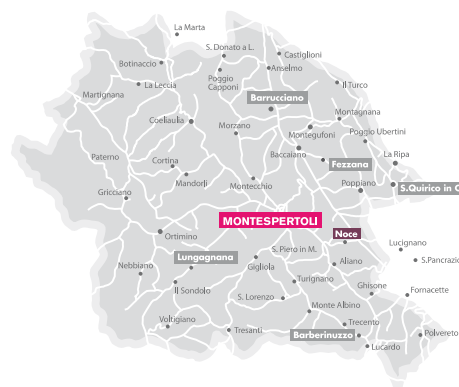 La Marta
S. Donato a L.
Castiglioni
Botinaccio
Anselmo
Poggio
Capponi
La Leccia
Il Turco
Martignana
Barrucciano
Montagnana
Coeliaulla
Morzano
Montegufoni
Poggio Ubertini
Baccaiano
Paterno
Cortina
Fezzana
La Ripa
Mandorli
Montecchio
Poppiano
S.Quirico in C
Gricciano
MONTESPERTOLI
Ortimino
Noce
Lucignano
S. Piero in M.
Lungagnana
Aliano
S.Pancrazio
Nebbiano
Gigliola
Il Sondolo
Turignano
Ghisone
Fornacette
S. Lorenzo
Monte Albino
Voltigiano
Tresanti
Trecento
Barberinuzzo
Polvereto
Lucardo